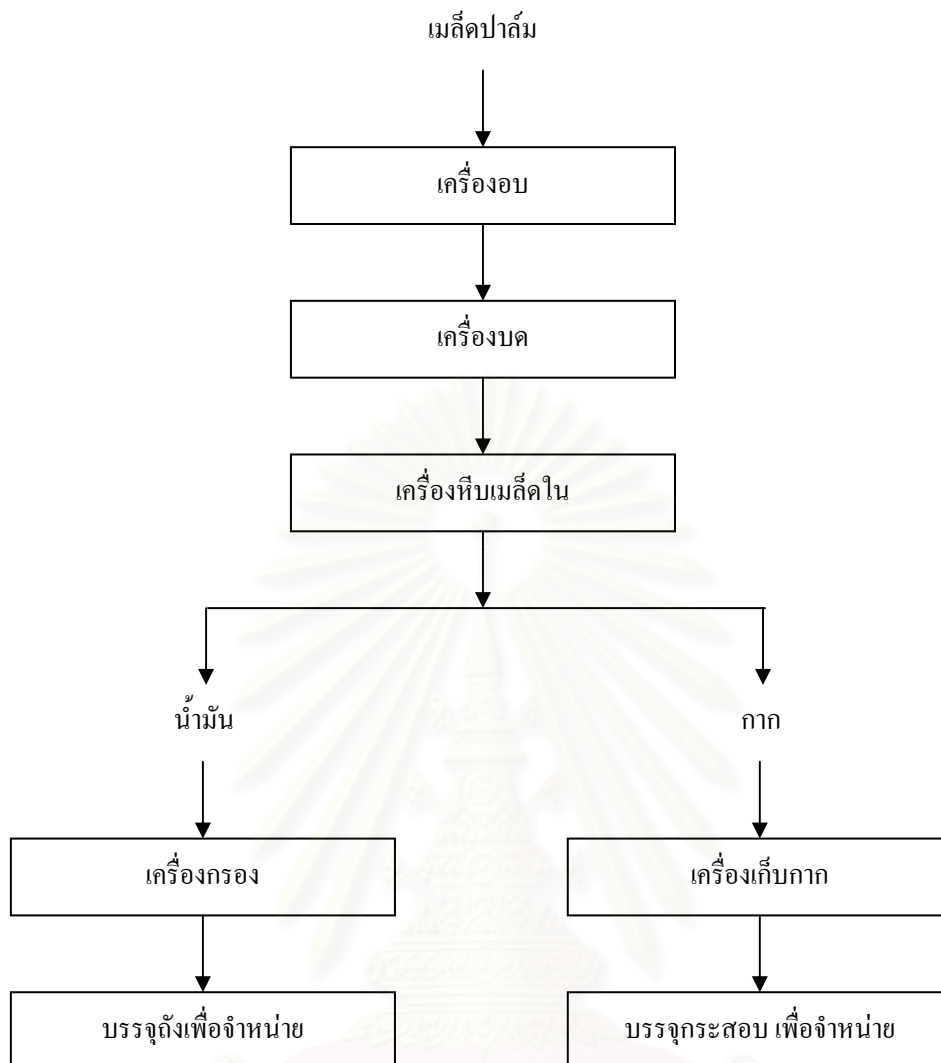 เมล็ดปาล์ม
เครื่องอบ
เครื่องบด
เครื่องหีบเมล็ดใน
น้ำมัน
กาก
เครื่องกรอง
เครื่องเก็บกาก
บรรจุถังเพื่อจำหน่าย
บรรจุกระสอบ เพื่อจำหน่าย